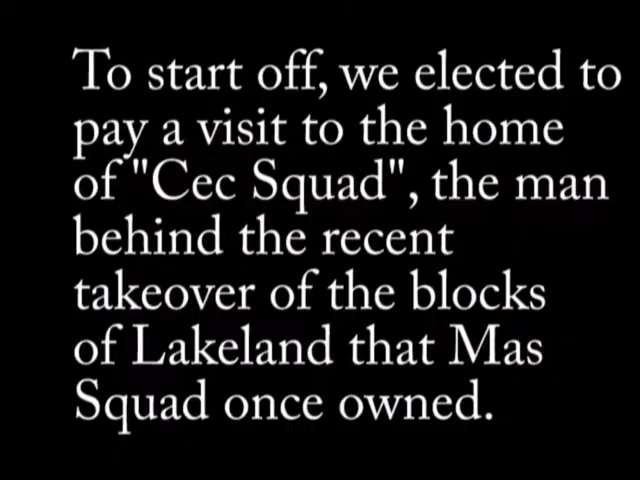 To start off, we elected to
pay a visit to the home
of "Cec Squad", the man
behind the recent
takeover of the blocks
of Lakeland that Mas
Squad once owned.